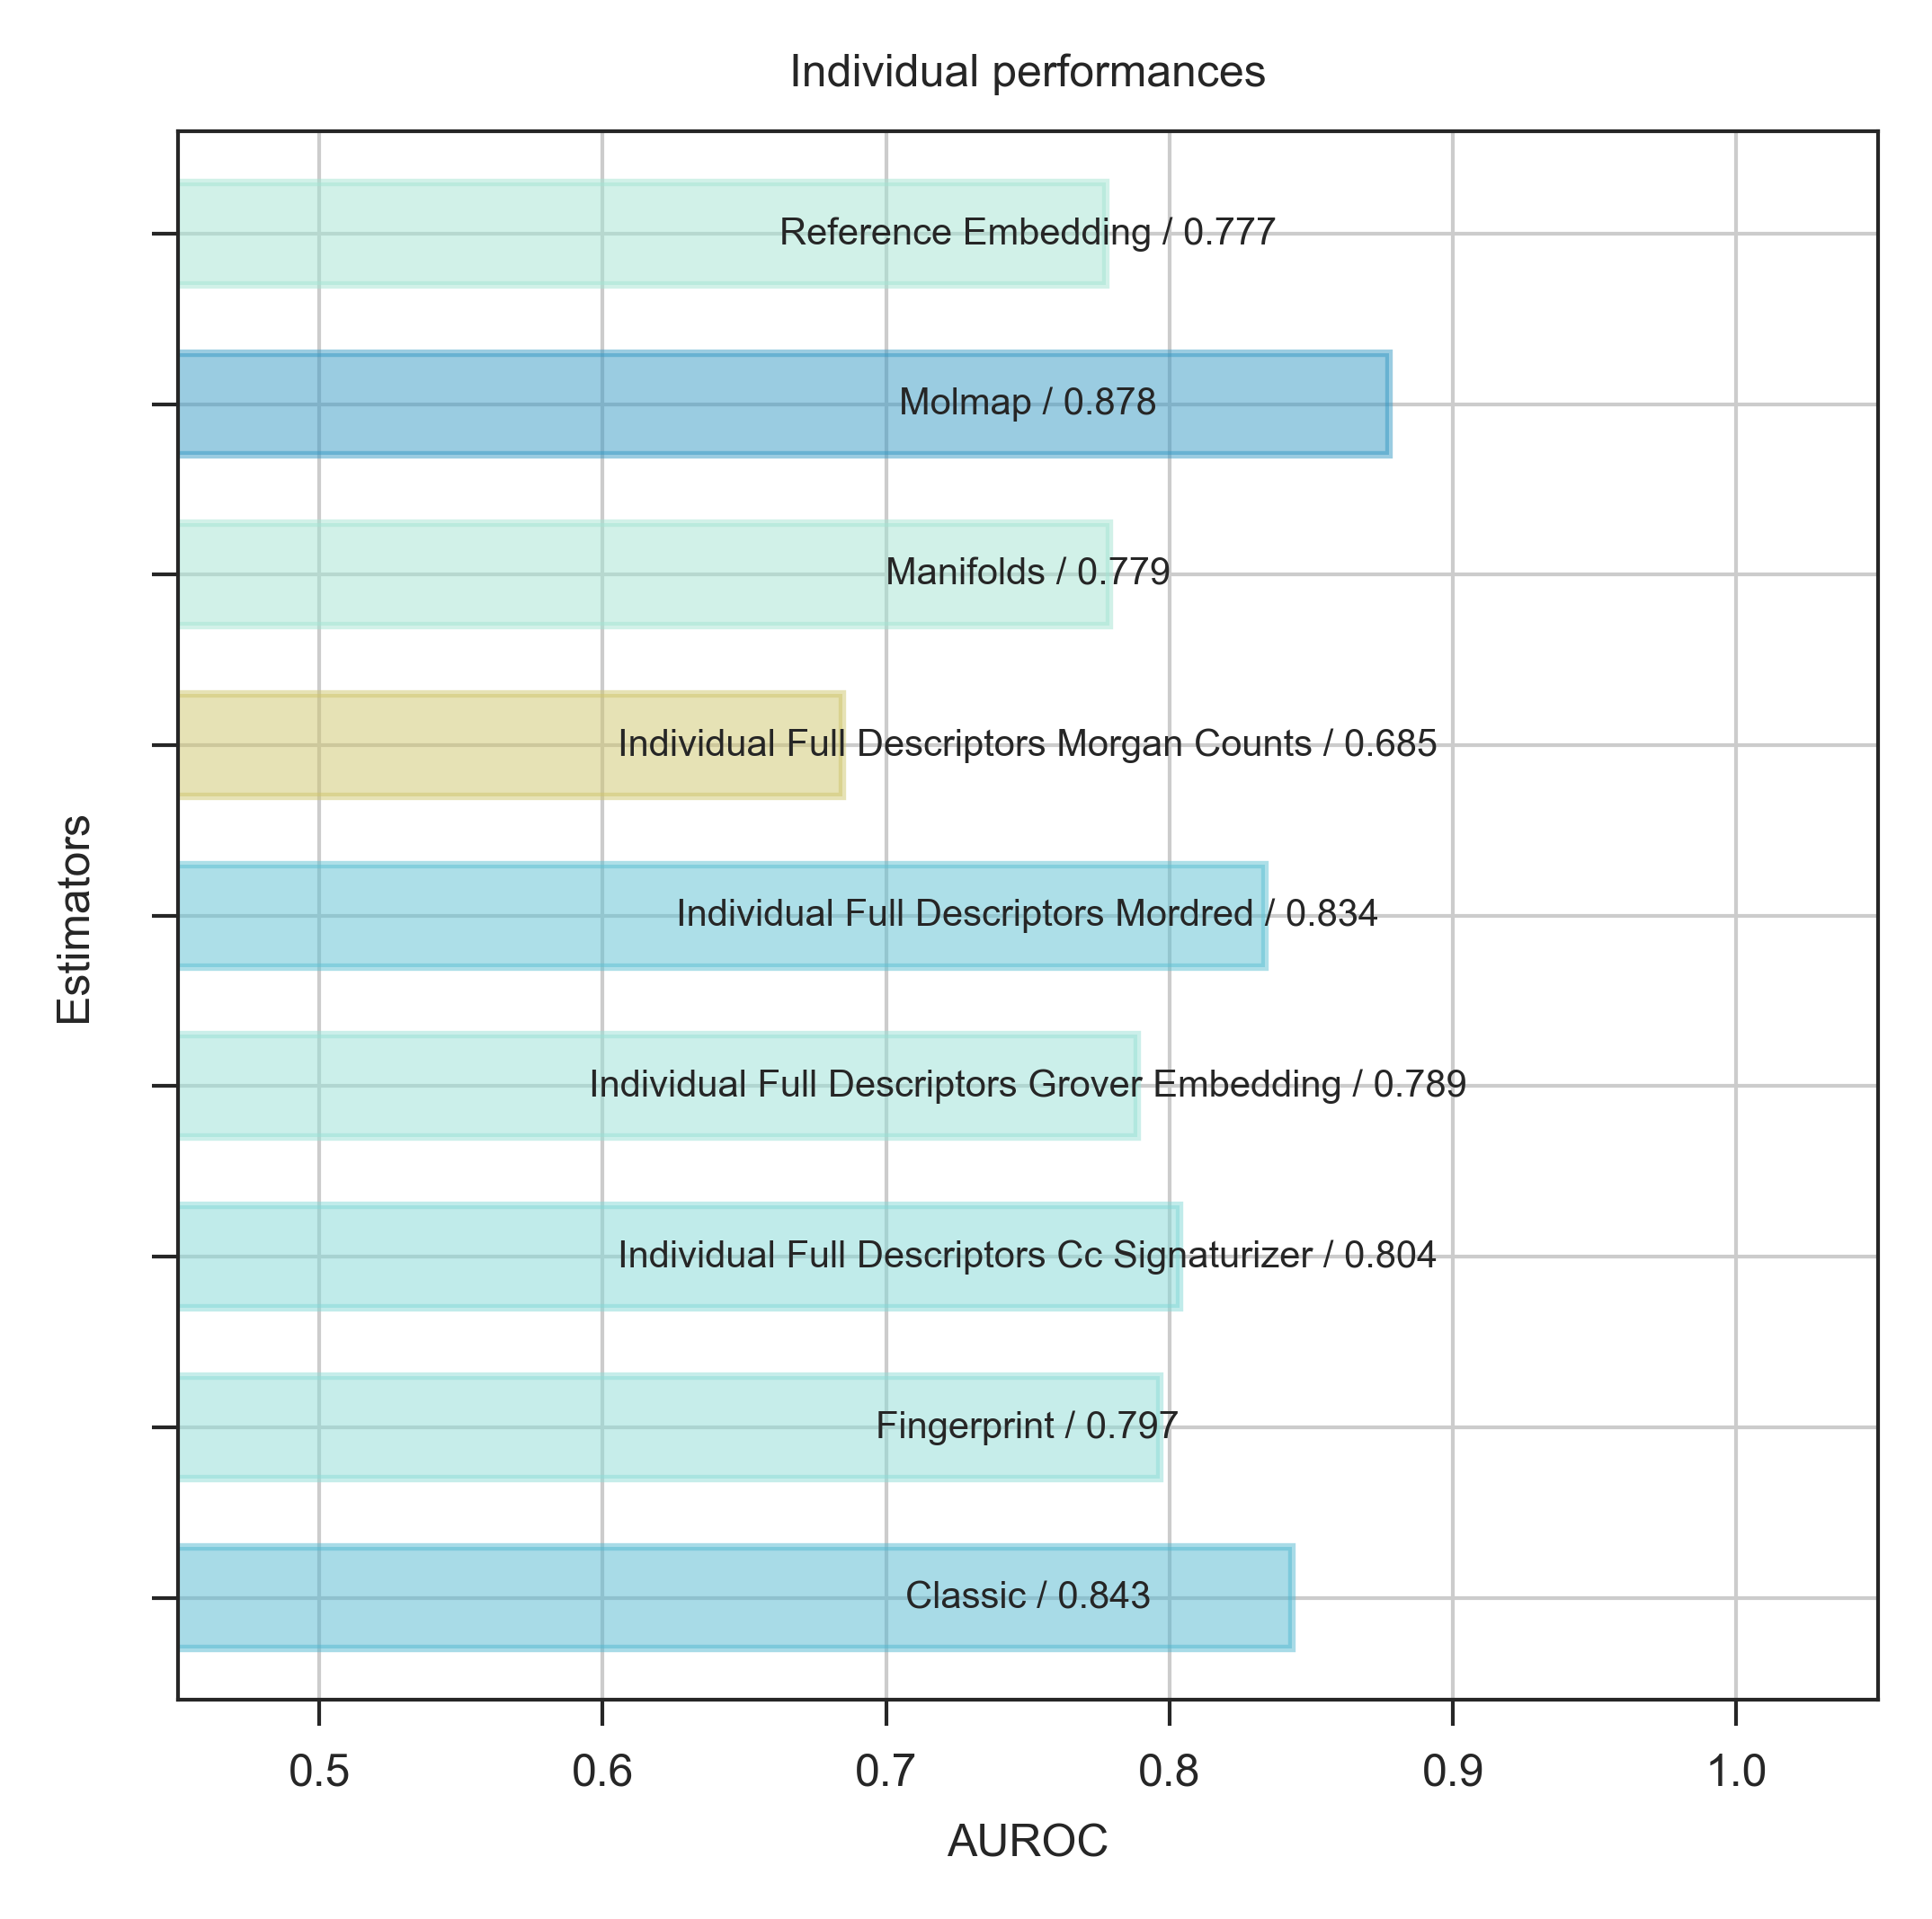 Individual performances
Reference Embedding / 0.777
Molmap / 0.878
Manifolds / 0.779
Individual Full Descriptors Morgan Counts / 0.685
Individual Full Descriptors Mordred / 0.834
Individual Full Descriptors Grover Embedding / 0.789
Individual Full Descriptors Cc Signaturizer / 0.804
Fingerprint / 0.797
Classic / 0.843
Estimators
0.5 0.6 0.7 0.8 0.9 1.0
AUROC